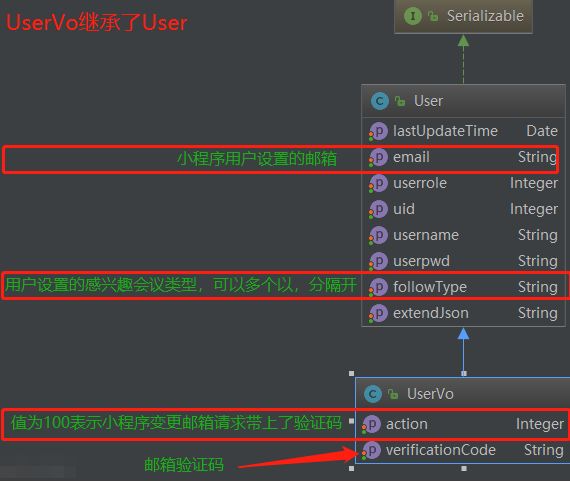 UserVo继承了User
I Serializable
C User
p lastUpdateTime Date
小程序用户设置的邮箱 p email String
p userrole Integer
p uid Integer
p username String
p userpwd String
用户设置的感兴趣会议类型，可以多个以，分隔开 p followType String
p extendJson String
C UserVo
值为100表示小程序变更邮箱请求带上了验证码 p action Integer
p verificationCode String
邮箱验证码